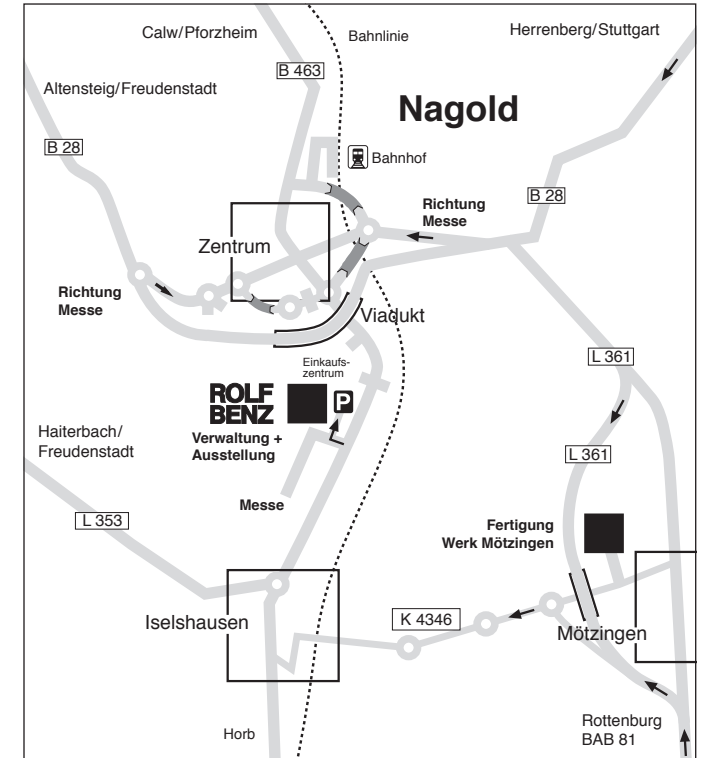 Calw/Pforzheim
Bahnlinie
Herrenberg/Stuttgart
B 463
Altensteig/Freudenstadt
Nagold
B 28
Bahnhof
B 28
Richtung
Messe
Zentrum
Richtung
Messe
Viadukt
L 361
Einkaufs-
zentrum
ROLF
BENZ
P
Verwaltung +
Ausstellung
Haiterbach/
Freudenstadt
L 361
Messe
L 353
Fertigung
Werk Mötzingen
Iselshausen
K 4346
Mötzingen
Horb
Rottenburg
BAB 81